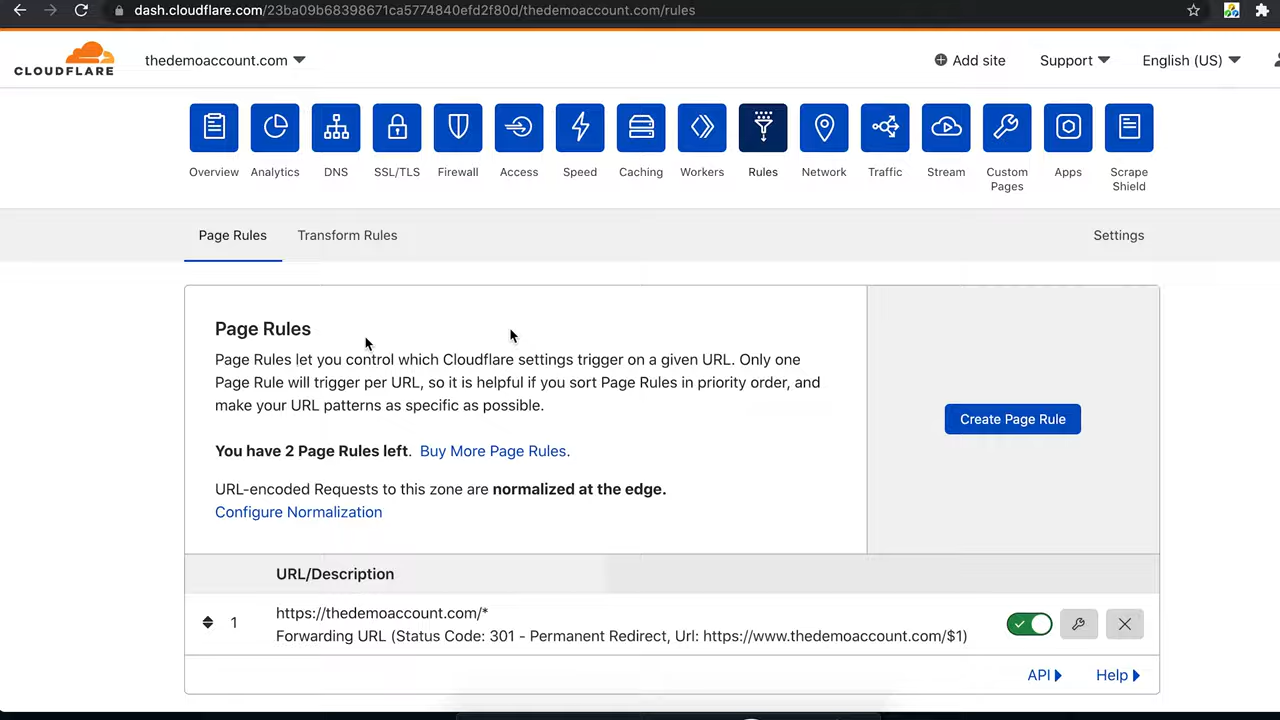 dash.cloudflare.com/23ba09b68398671ca5774840efd2f80d/thedemoaccount.com/rules
CLOUDFLARE
thedemoaccount.com
Add site
Support
English (US)
Overview
Analytics
DNS
SSL/TLS
Firewall
Access
Speed
Caching
Workers
Rules
Network
Traffic
Stream
Custom Pages
Apps
Scrape Shield
Page Rules
Transform Rules
Settings
Page Rules
Page Rules let you control which Cloudflare settings trigger on a given URL. Only one
Page Rule will trigger per URL, so it is helpful if you sort Page Rules in priority order, and
make your URL patterns as specific as possible.
You have 2 Page Rules left. Buy More Page Rules.
URL-encoded Requests to this zone are normalized at the edge.
Configure Normalization
Create Page Rule
URL/Description
1
https://thedemoaccount.com/*
Forwarding URL (Status Code: 301 - Permanent Redirect, Url: https://www.thedemoaccount.com/$1)
API
Help